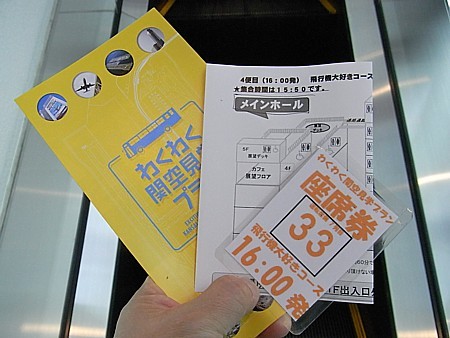 わくわく
関空見学
プラン
4便目(16:00発) 飛行機大好きコース
★集合時間は15:50です。
メインホール
5F
展望デッキ
カフェ
展望フロア
4F
わくわく関空見学プラン
座席券
33
飛行機大好きコース
16:00発
1F出入口